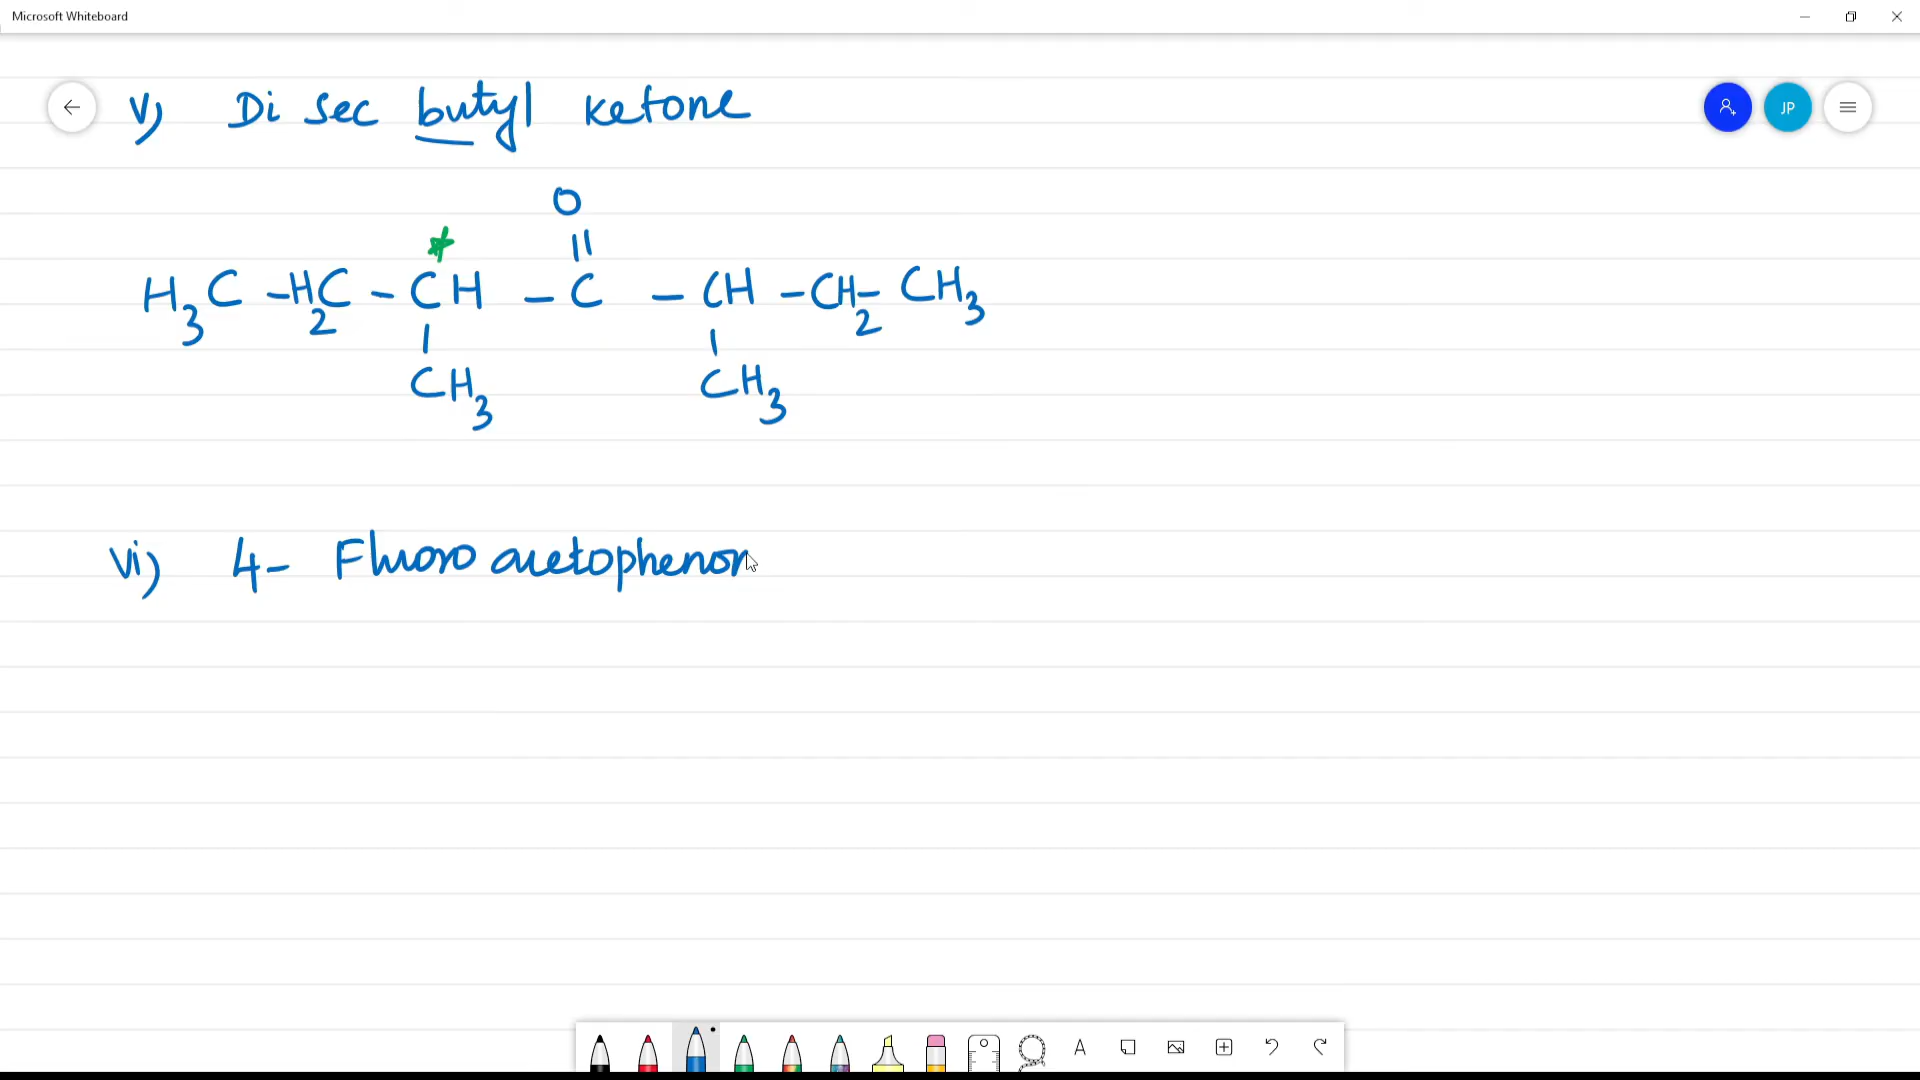 Microsoft Whiteboard
v) Di sec butyl ketone
JP
O
*
H3C - H2C - CH - C - CH - CH2 - CH3
CH3 CH3
vi) 4- Fluoro acetophenon
A